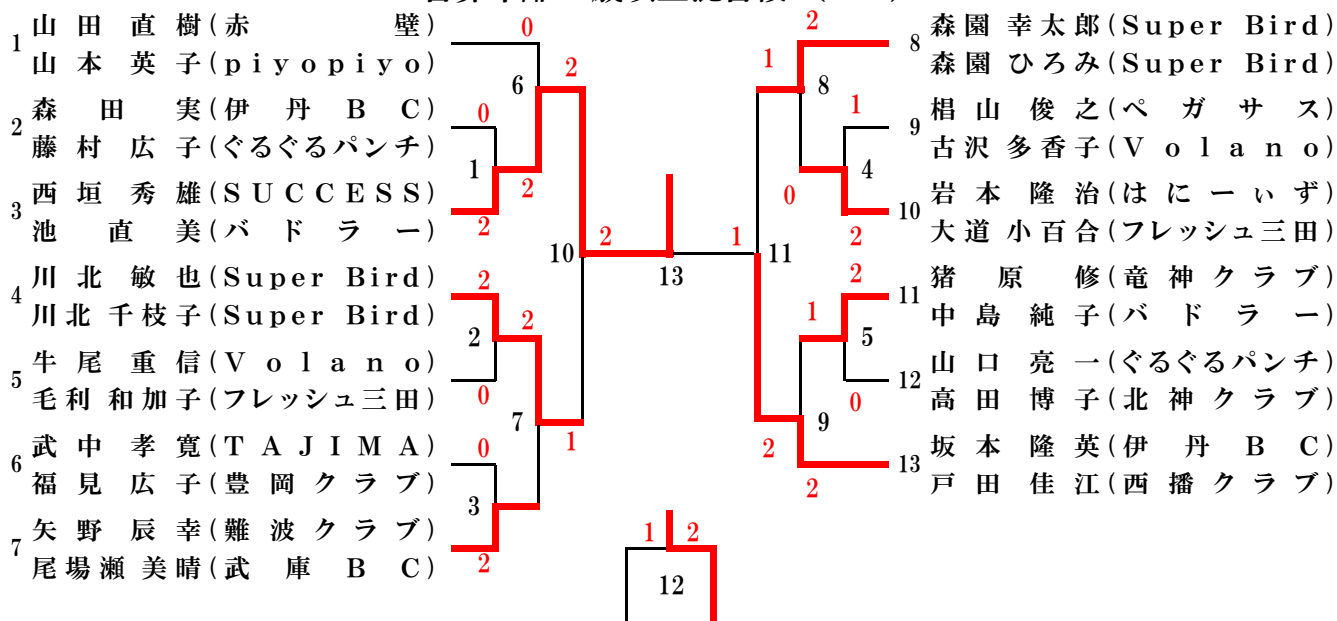 1 山田直樹(赤壁)
山本英子(piyopiyo)
2 森田実(伊丹BC)
藤村広子(ぐるぐるパンチ)
3 西垣秀雄(SUCCESS)
池直美(バドラー)
4 川北敏也(Super Bird)
川北千枝子(Super Bird)
5 牛尾重信(Volano)
毛利和加子(フレッシュ三田)
6 武中孝寛(TAJIMA)
福見広子(豊岡クラブ)
7 矢野辰幸(難波クラブ)
尾場瀬美晴(武庫BC)
0
6
2
0
1
2
2
10
2
2
2
2
0
7
1
0
3
2
13
1
2
12
2
1
8
1
4
0
2
1
11
2
1
5
0
9
2
2
8 森園幸太郎(Super Bird)
森園ひろみ(Super Bird)
9 椙山俊之(ペガサス)
古沢多香子(Volano)
10 岩本隆治(はにーぃず)
大道小百合(フレッシュ三田)
11 猪原修(竜神クラブ)
中島純子(バドラー)
12 山口亮一(ぐるぐるパンチ)
高田博子(北神クラブ)
13 坂本隆英(伊丹BC)
戸田佳江(西播クラブ)